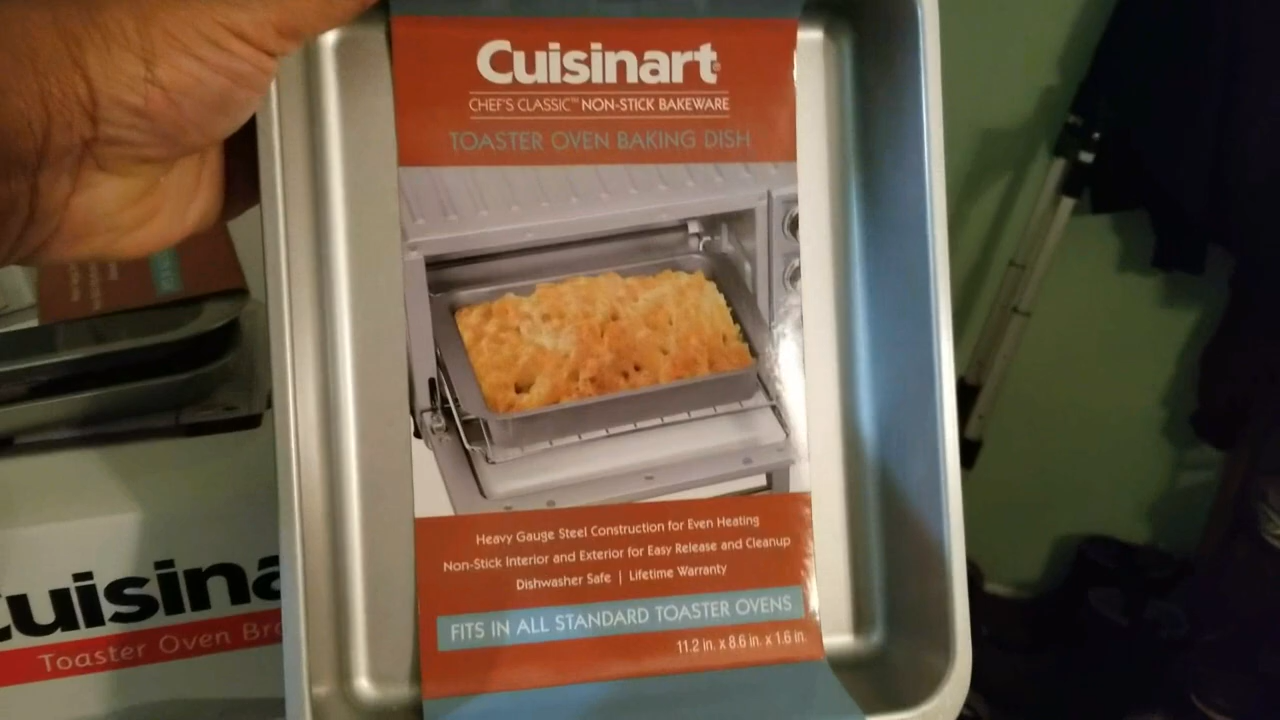 Cuisinart®
CHEF'S CLASSIC™ NON-STICK BAKEWARE
TOASTER OVEN BAKING DISH
Heavy Gauge Steel Construction for Even Heating
Non-Stick Interior and Exterior for Easy Release and Cleanup
Dishwasher Safe | Lifetime Warranty
FITS IN ALL STANDARD TOASTER OVENS
11.2 in. x 8.6 in. x 1.6 in.
Cuisina
Toaster Oven Bro